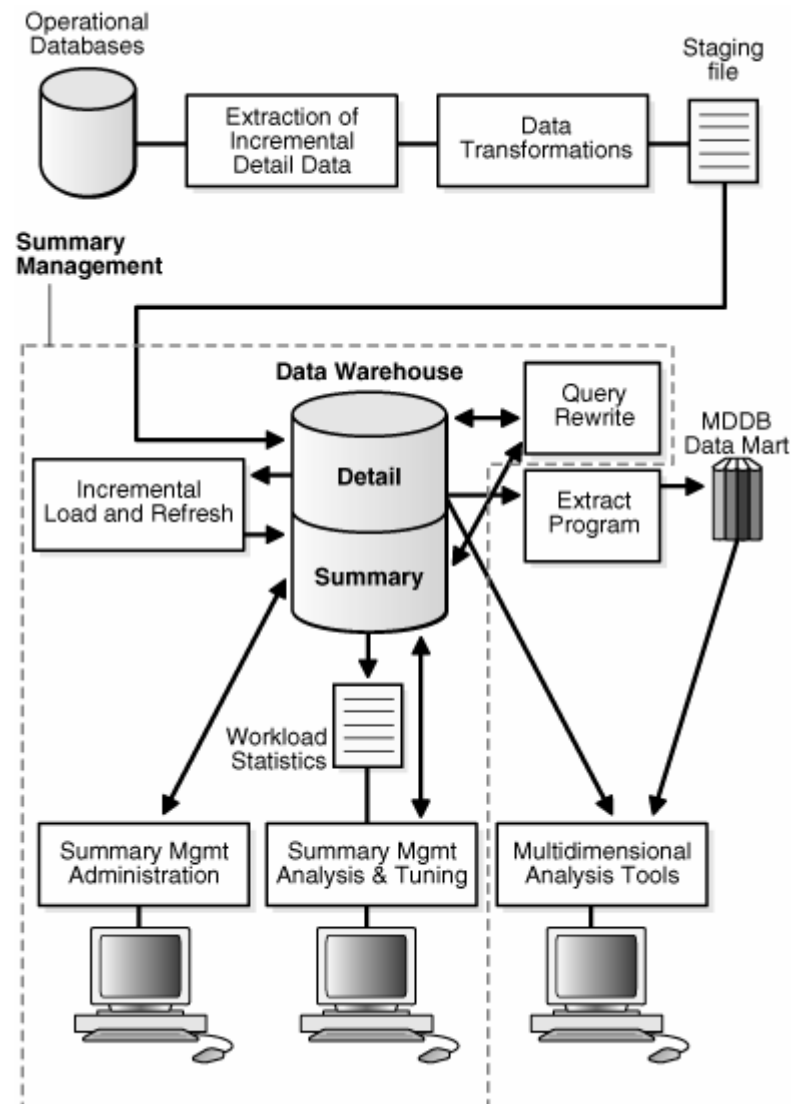 Operational
Databases
Extraction of
Incremental
Detail Data
Data
Transformations
Staging
file
Summary
Management
Data Warehouse
Detail
Summary
Query
Rewrite
MDDB
Data Mart
Incremental
Load and Refresh
Extract
Program
Workload
Statistics
Summary Mgmt
Administration
Summary Mgmt
Analysis & Tuning
Multidimensional
Analysis Tools